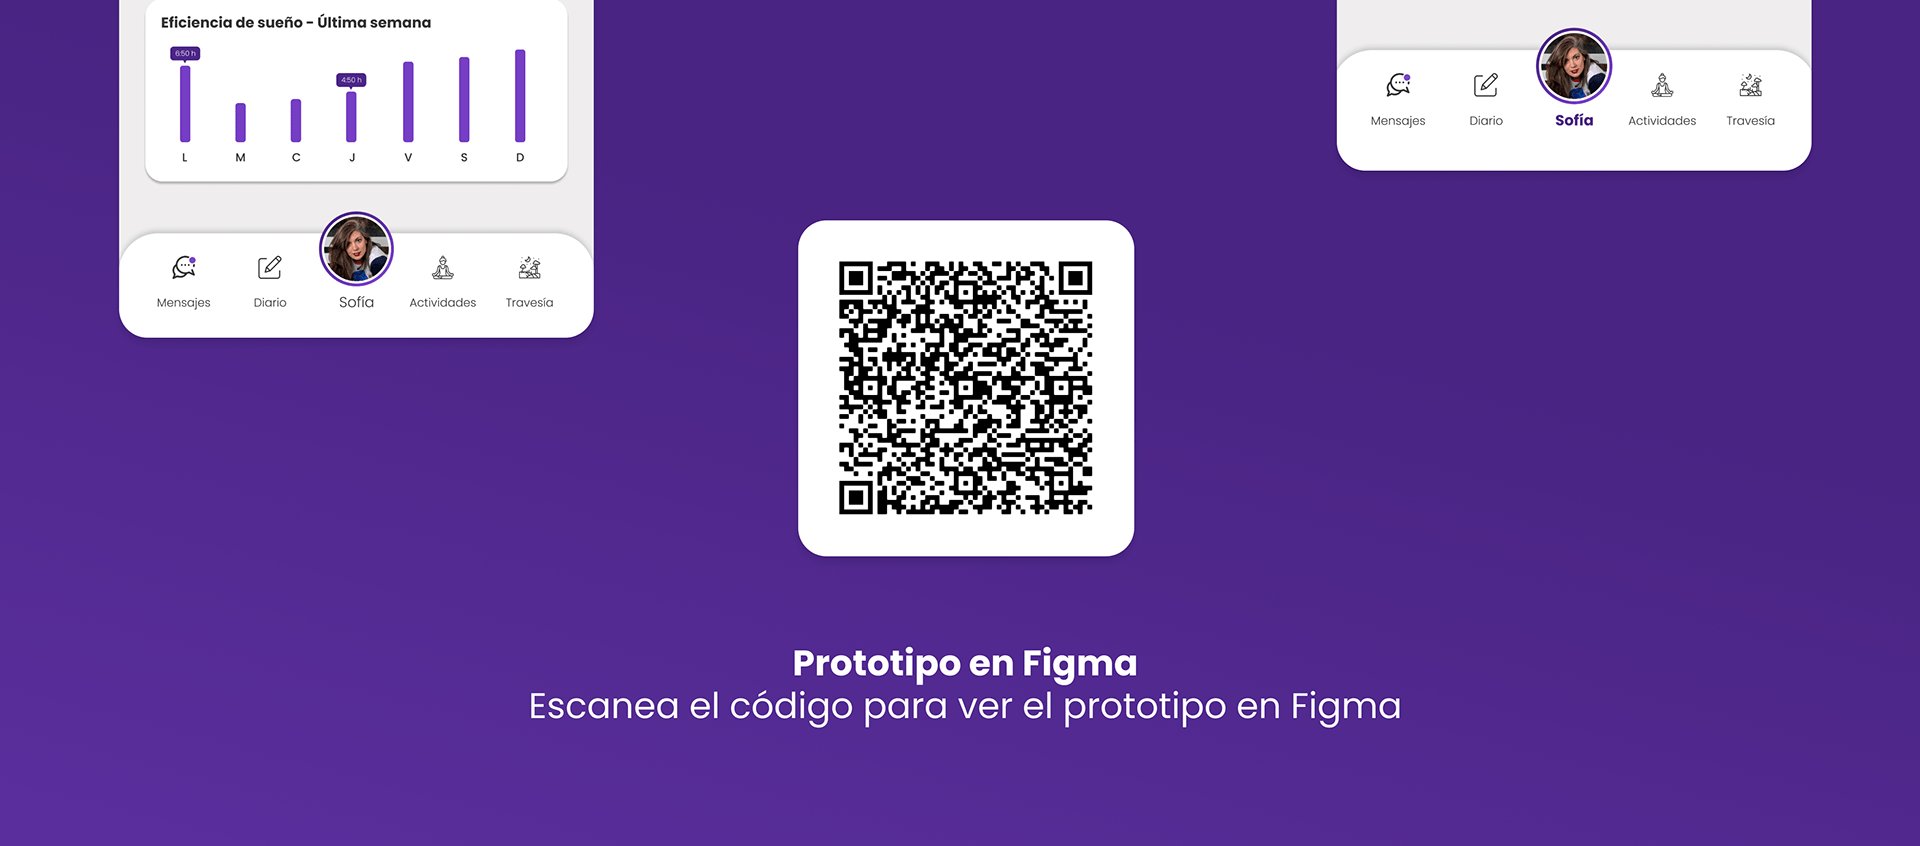 Eficiencia de sueño - Última semana
6:50 h
4:50 h
L M C J V S D
Mensajes Diario Sofía Actividades Travesía
Mensajes Diario Sofía Actividades Travesía
Prototipo en Figma
Escanea el código para ver el prototipo en Figma